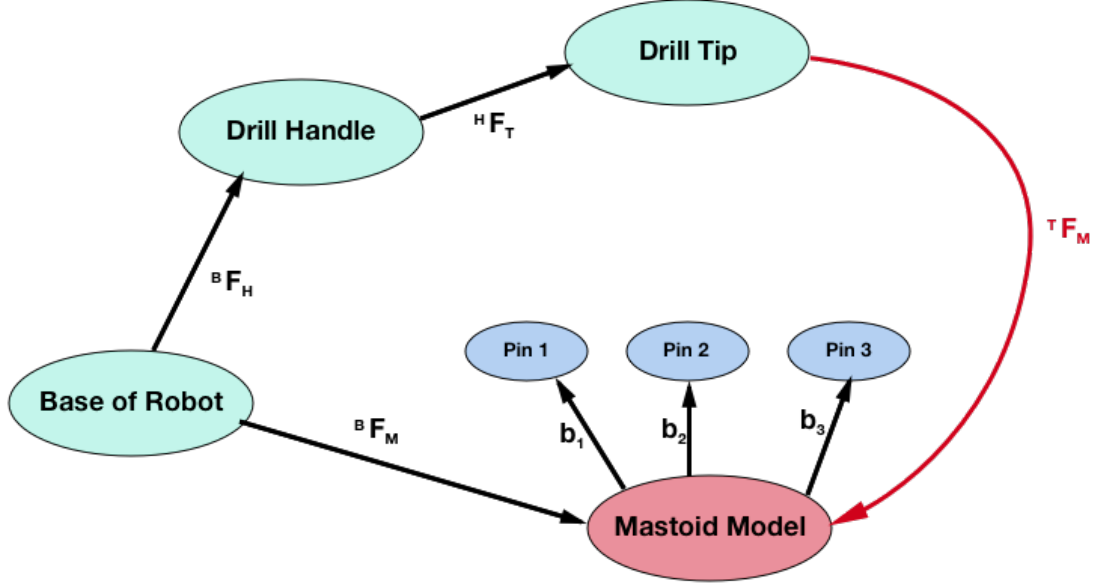 Drill Tip
Drill Handle
ᴴFₜ
ᵀFₘ
ᴮFₕ
Pin 1
Pin 2
Pin 3
Base of Robot
ᴮFₘ
b₁
b₂
b₃
Mastoid Model